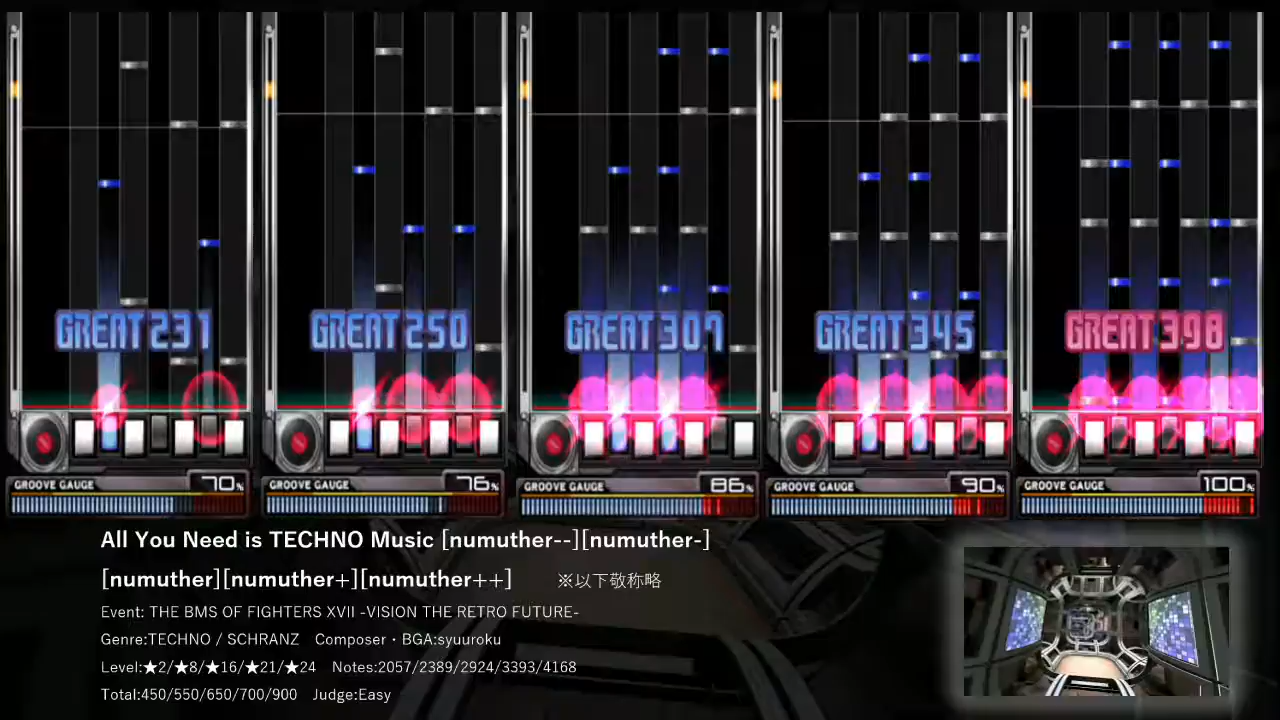 GREAT 231 GREAT 250 GREAT 307 GREAT 345 GREAT 398
GROOVE GAUGE 70% GROOVE GAUGE 76% GROOVE GAUGE 86% GROOVE GAUGE 90% GROOVE GAUGE 100%
All You Need is TECHNO Music [numuther--][numuther-]
[numuther][numuther+][numuther++] ※以下敬称略
Event: THE BMS OF FIGHTERS XVII -VISION THE RETRO FUTURE-
Genre:TECHNO / SCHRANZ Composer・BGA:syuuroku
Level:★2/★8/★16/★21/★24 Notes:2057/2389/2924/3393/4168
Total:450/550/650/700/900 Judge:Easy